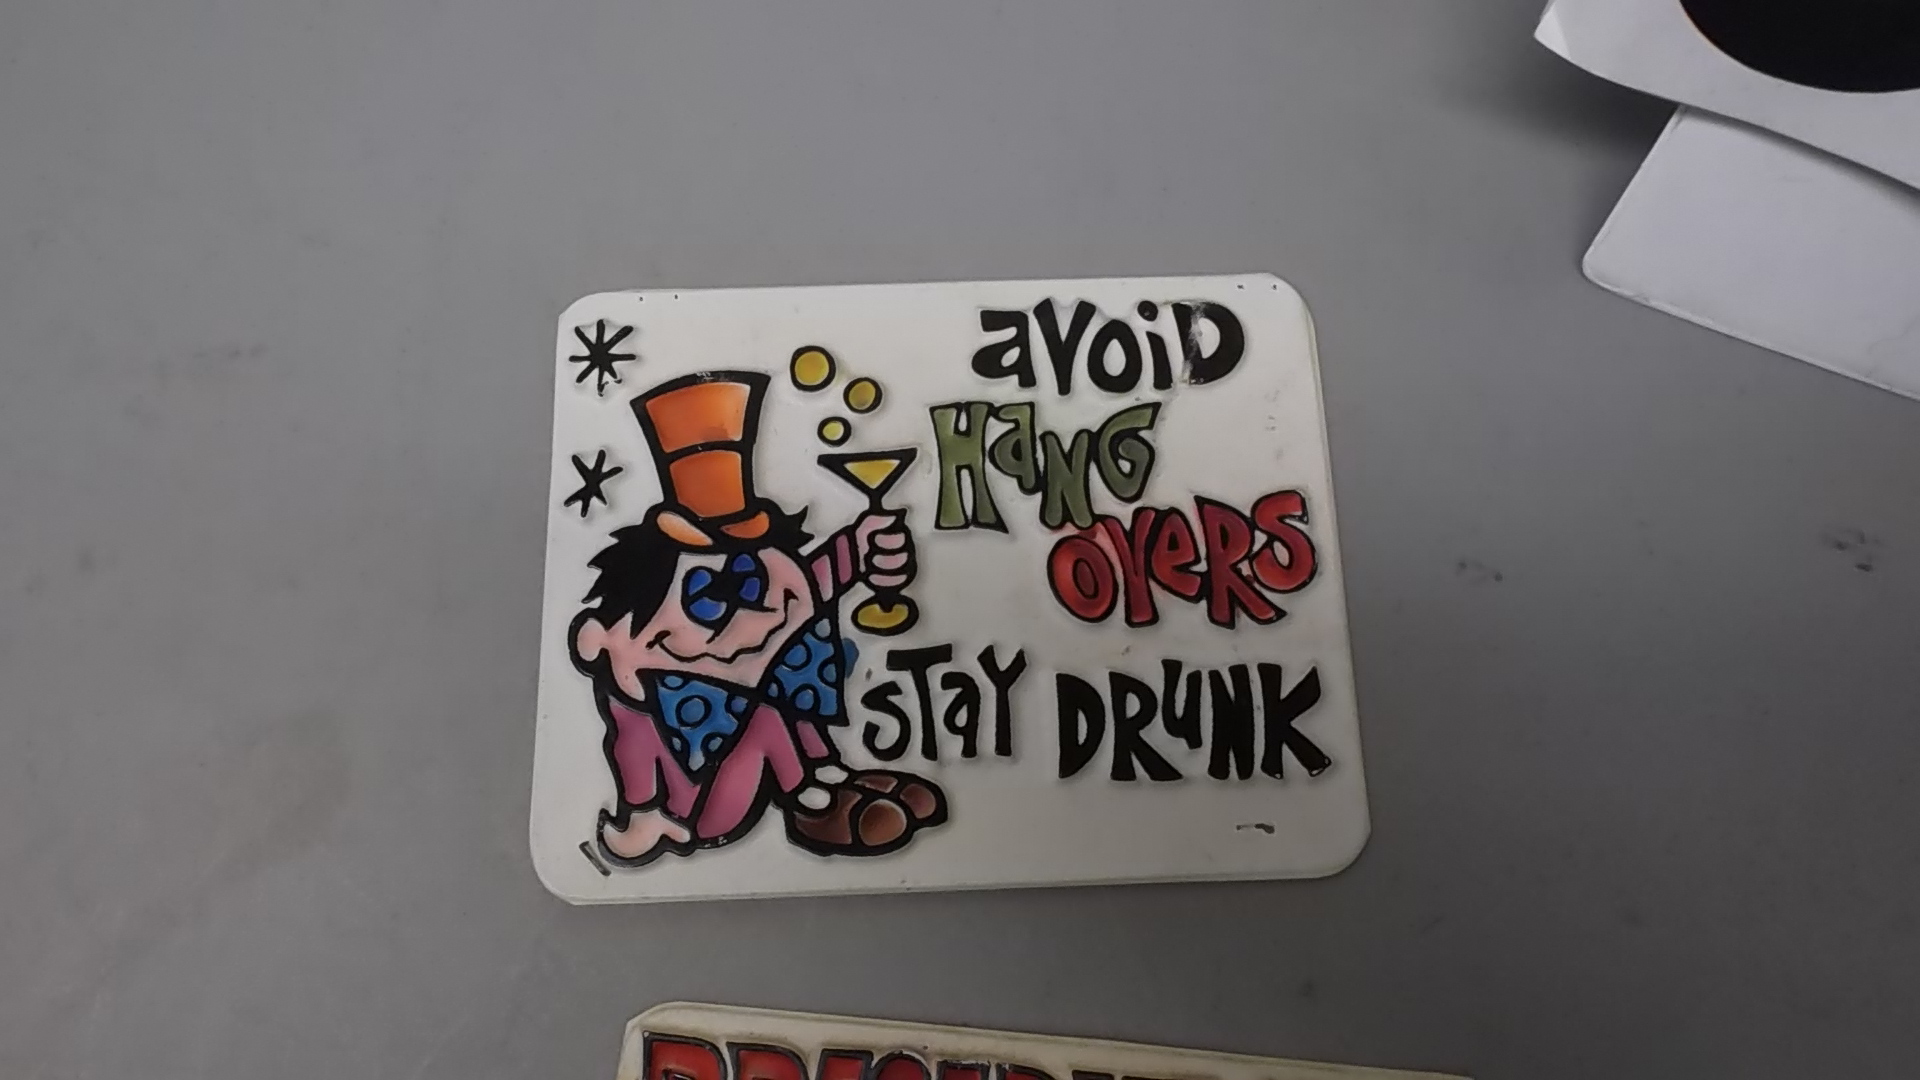 avoiD
HaNG
overs
Stay DRuNK